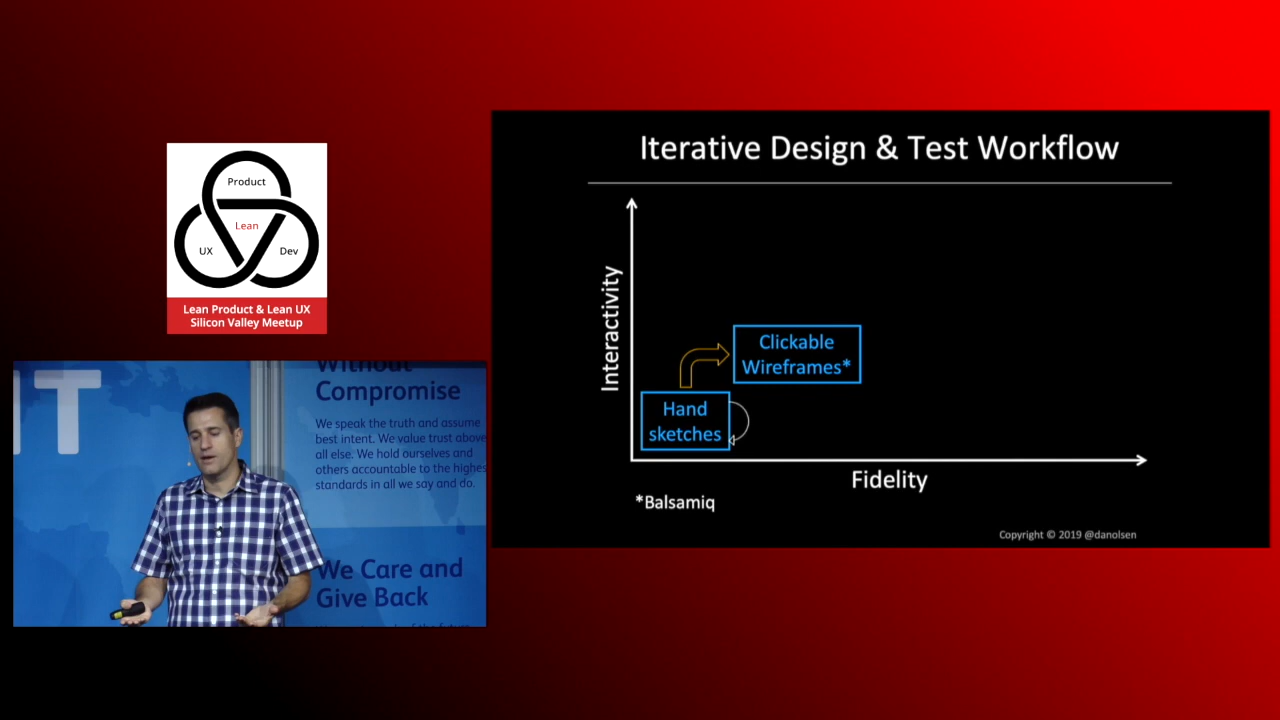 Product
Lean
UX
Dev
Lean Product & Lean UX
Silicon Valley Meetup
T
Without
Compromise
We speak the truth and assume
best intent. We value trust above
all else. We hold ourselves and
others accountable to the highes
standards in all we say and do.
We Care and
Give Back
Iterative Design & Test Workflow
Interactivity
Clickable
Wireframes*
Hand
sketches
Fidelity
*Balsamiq
Copyright © 2019 @danolsen